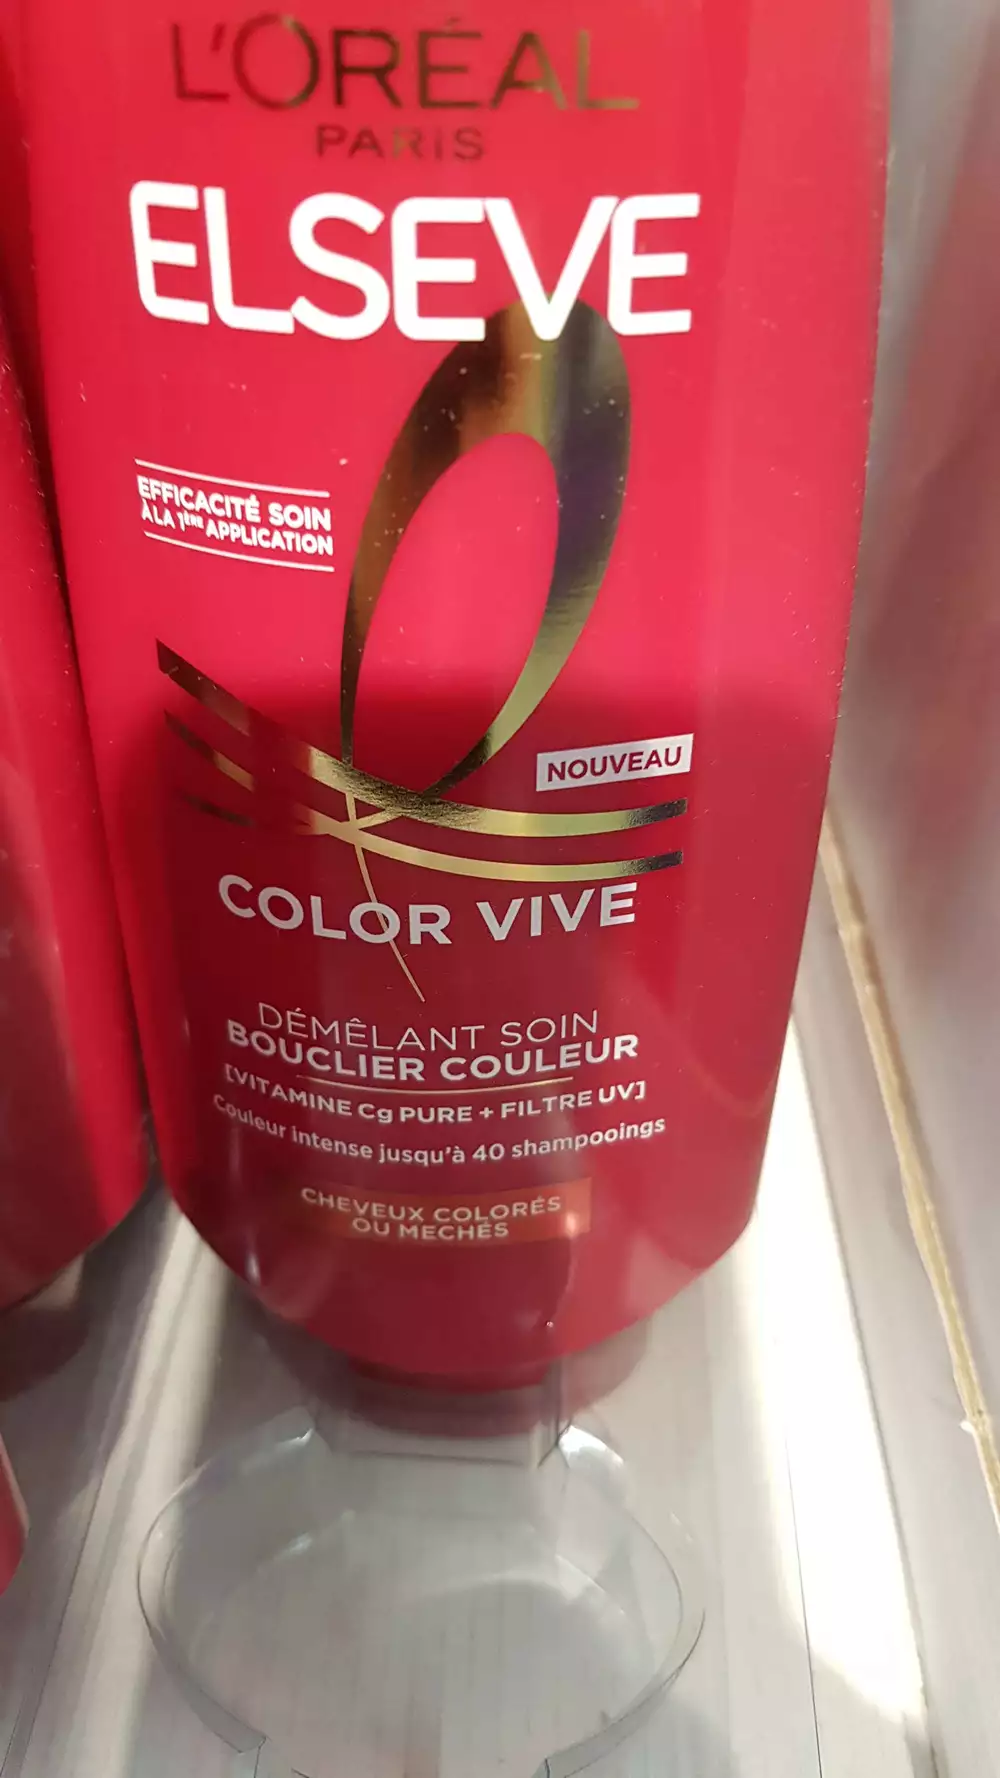 L'ORÉAL
PARIS
ELSEVE
EFFICACITÉ SOIN
À LA 1ÈRE APPLICATION
NOUVEAU
COLOR VIVE
DÉMÊLANT SOIN
BOUCLIER COULEUR
[VITAMINE Cg PURE + FILTRE UV]
Couleur intense jusqu'à 40 shampooings
CHEVEUX COLORÉS
OU MECHÉS